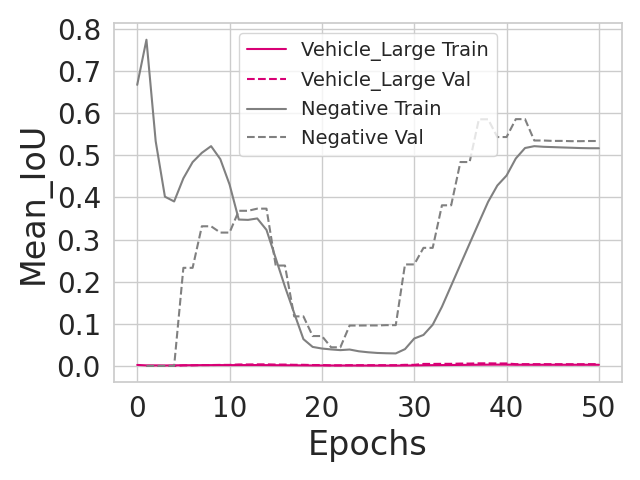 0.8
0.7
0.6
0.5
0.4
0.3
0.2
0.1
0.0
Mean_IoU
Vehicle_Large Train
Vehicle_Large Val
Negative Train
Negative Val
0 10 20 30 40 50
Epochs